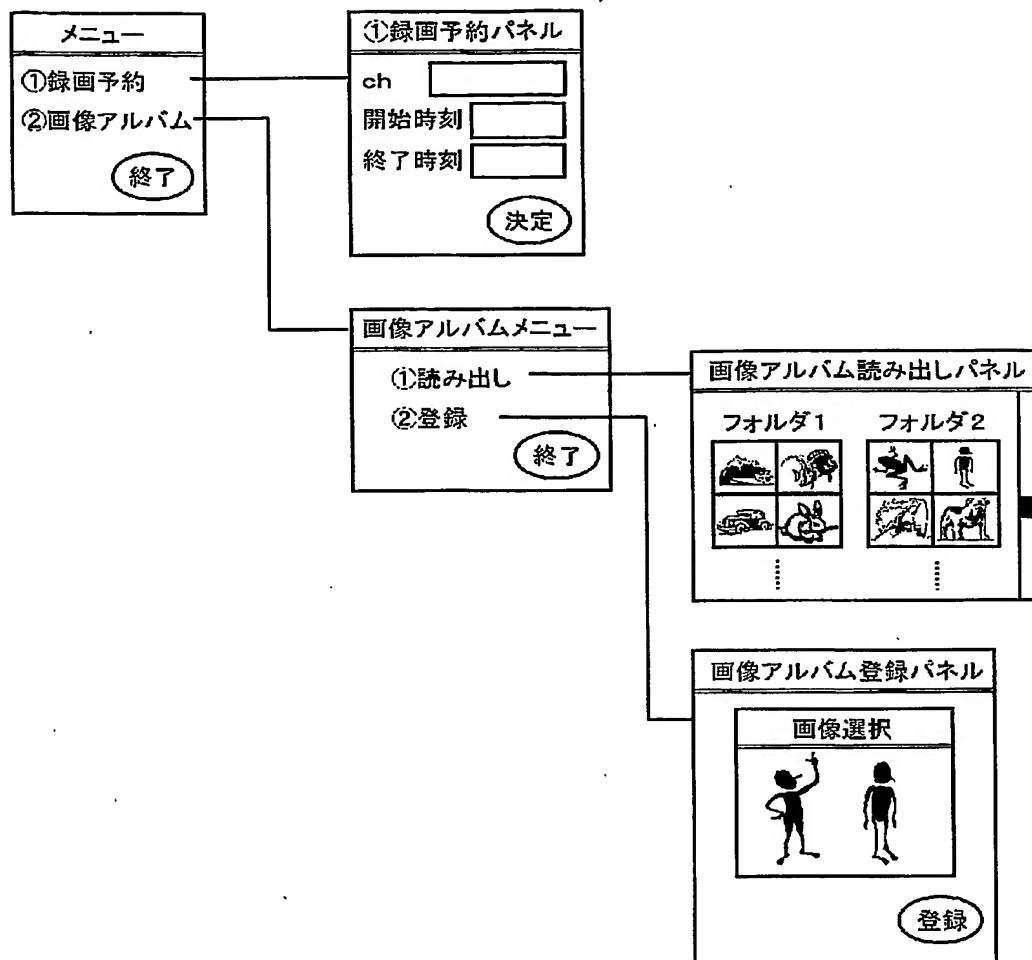 メニュー
①録画予約
②画像アルバム
終了
①録画予約パネル
ch
開始時刻
終了時刻
決定
画像アルバムメニュー
①読み出し
②登録
終了
画像アルバム読み出しパネル
フォルダ1 フォルダ2
画像アルバム登録パネル
画像選択
登録